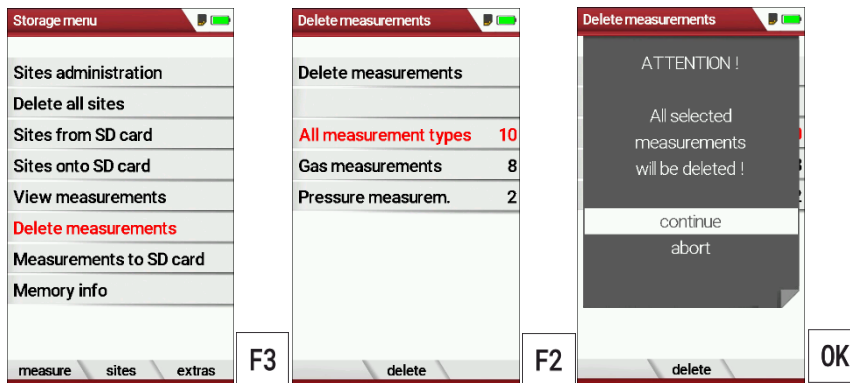 Storage menu
Sites administration
Delete all sites
Sites from SD card
Sites onto SD card
View measurements
Delete measurements
Measurements to SD card
Memory info
measure sites extras
F3
Delete measurements
Delete measurements
All measurement types 10
Gas measurements 8
Pressure measurem. 2
delete
F2
Delete measurements
ATTENTION !
All selected
measurements
will be deleted !
continue
abort
delete
OK